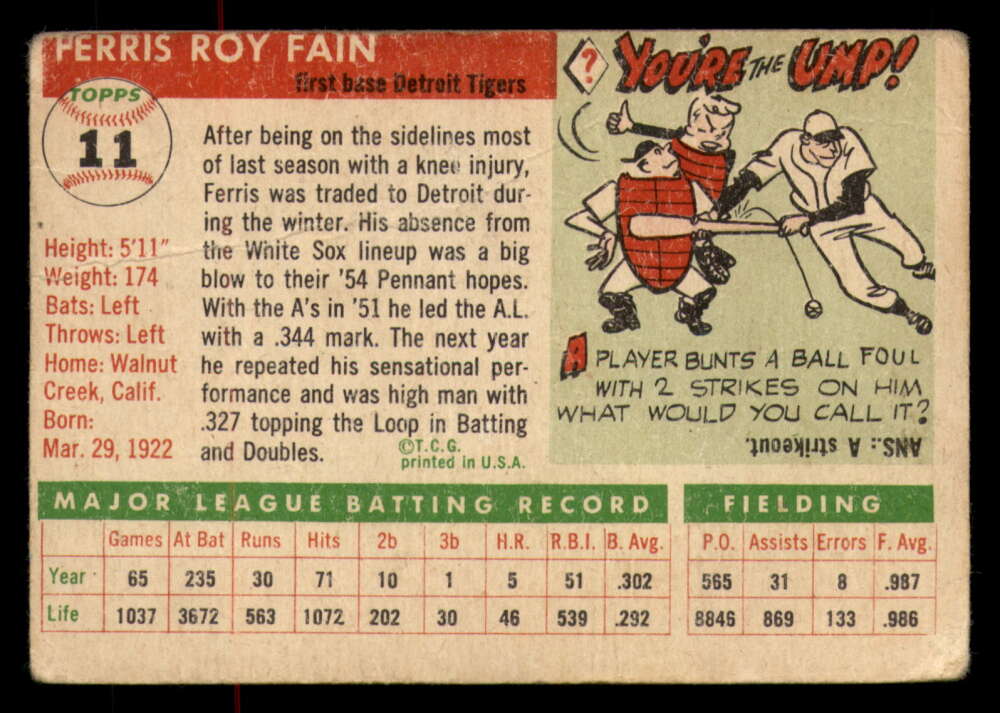 FERRIS ROY FAIN
first base Detroit Tigers
TOPPS
11
Height: 5'11"
Weight: 174
Bats: Left
Throws: Left
Home: Walnut
Creek, Calif.
Born:
Mar. 29, 1922
After being on the sidelines most
of last season with a knee injury,
Ferris was traded to Detroit dur-
ing the winter. His absence from
the White Sox lineup was a big
blow to their '54 Pennant hopes.
With the A's in '51 he led the A.L.
with a .344 mark. The next year
he repeated his sensational per-
formance and was high man with
.327 topping the Loop in Batting
and Doubles.
©T.C.G.
printed in U.S.A.
? YOU'RE THE UMP!
A PLAYER BUNTS A BALL FOUL
WITH 2 STRIKES ON HIM
WHAT WOULD YOU CALL IT?
ANS.: A strikeout.
MAJOR LEAGUE BATTING RECORD FIELDING
Games At Bat Runs Hits 2b 3b H.R. R.B.I. B. Avg. P.O. Assists Errors F. Avg.
Year 65 235 30 71 10 1 5 51 .302 565 31 8 .987
Life 1037 3672 563 1072 202 30 46 539 .292 8846 869 133 .986